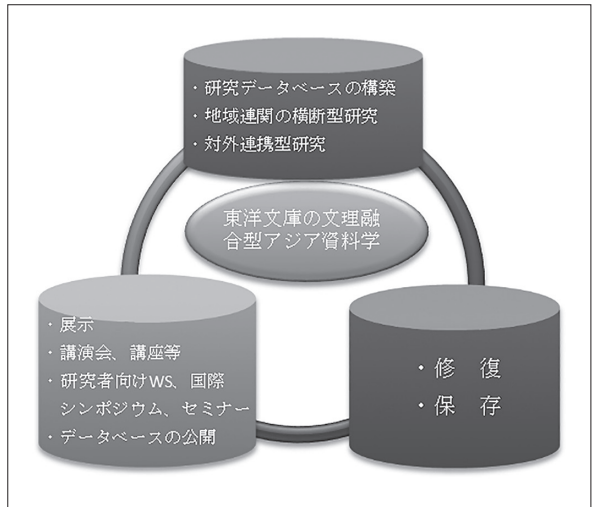 ・研究データベースの構築
・地域連関の横断型研究
・対外連携型研究
東洋文庫の文理融
合型アジア資料学
・展示
・講演会、講座等
・研究者向けWS、国際
シンポジウム、セミナー
・データベースの公開
・修　復
・保　存